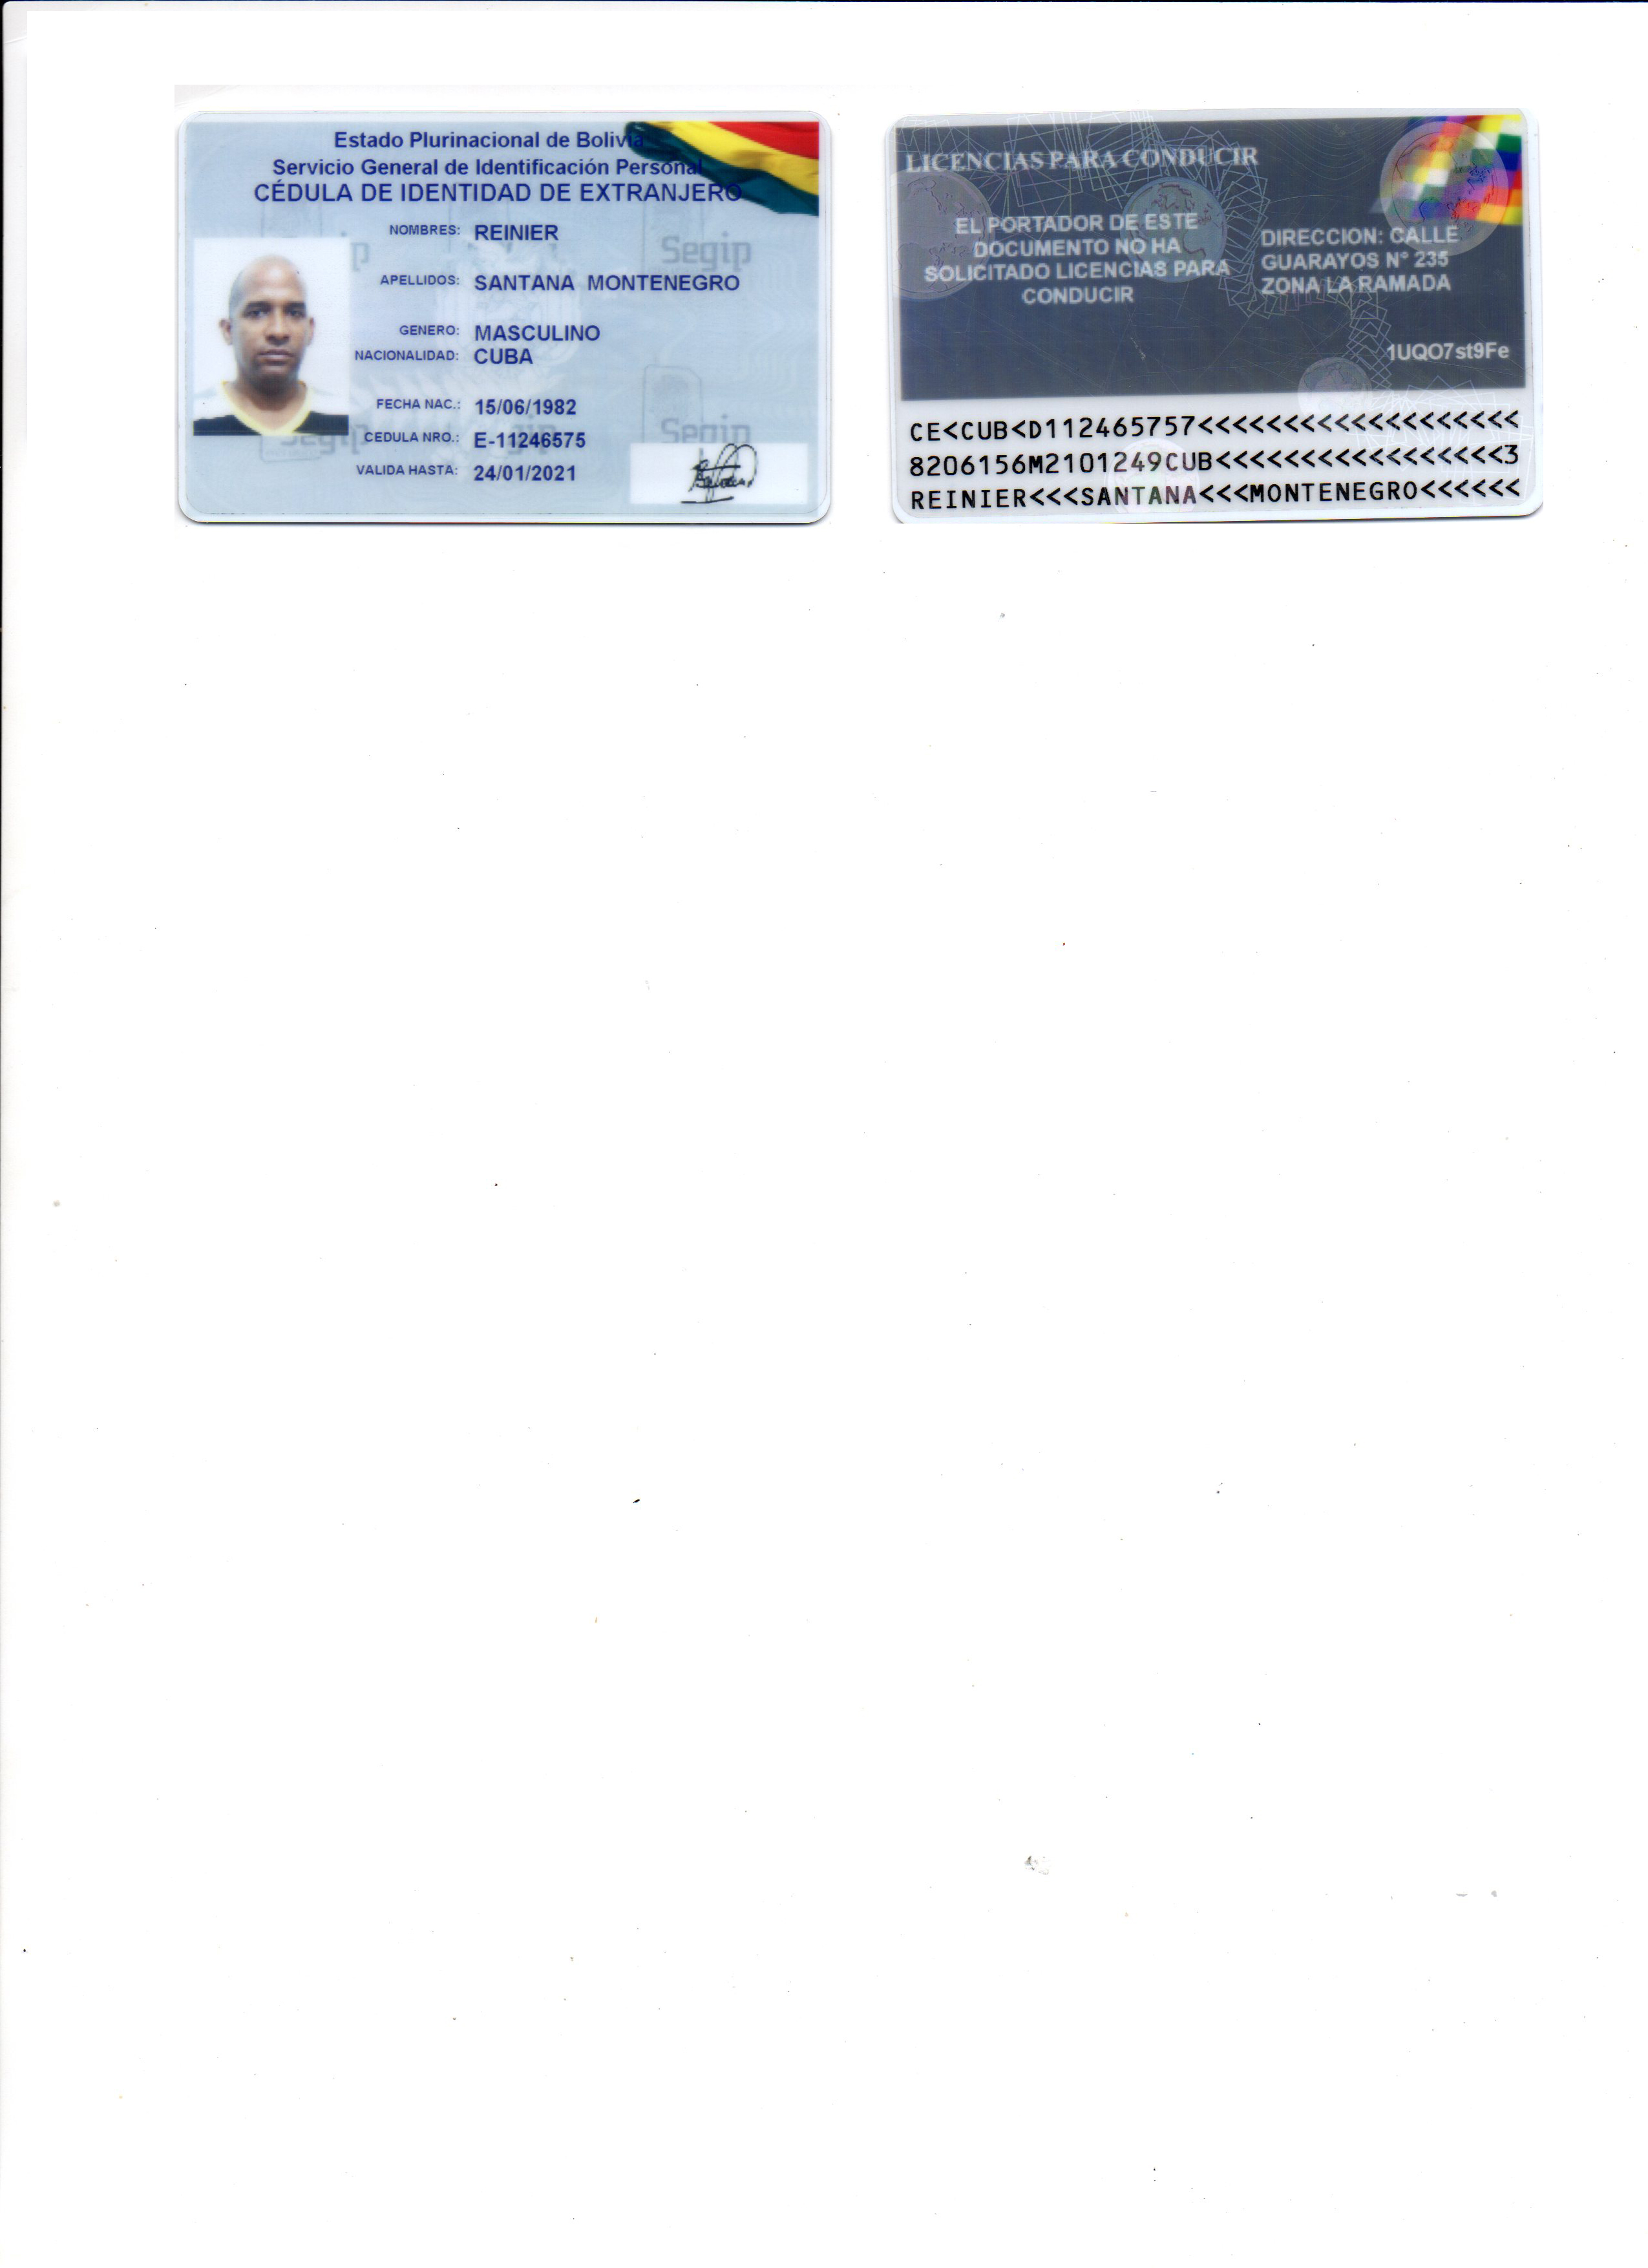 Estado Plurinacional de Bolivia
Servicio General de Identificación Personal
CÉDULA DE IDENTIDAD DE EXTRANJERO
NOMBRES: REINIER
Segip
APELLIDOS: SANTANA MONTENEGRO
GENERO: MASCULINO
NACIONALIDAD: CUBA
FECHA NAC.: 15/06/1982
CEDULA NRO.: E-11246575
Segip
VALIDA HASTA: 24/01/2021
LICENCIAS PARA CONDUCIR
EL PORTADOR DE ESTE
DOCUMENTO NO HA
SOLICITADO LICENCIAS PARA
CONDUCIR
DIRECCION: CALLE
GUARAYOS N° 235
ZONA LA RAMADA
1UQO7st9Fe
CE<CUB<D112465757<<<<<<<<<<<<<<<<<<<
8206156M2101249CUB<<<<<<<<<<<<<<<<<3
REINIER<<<SANTANA<<<MONTENEGRO<<<<<<